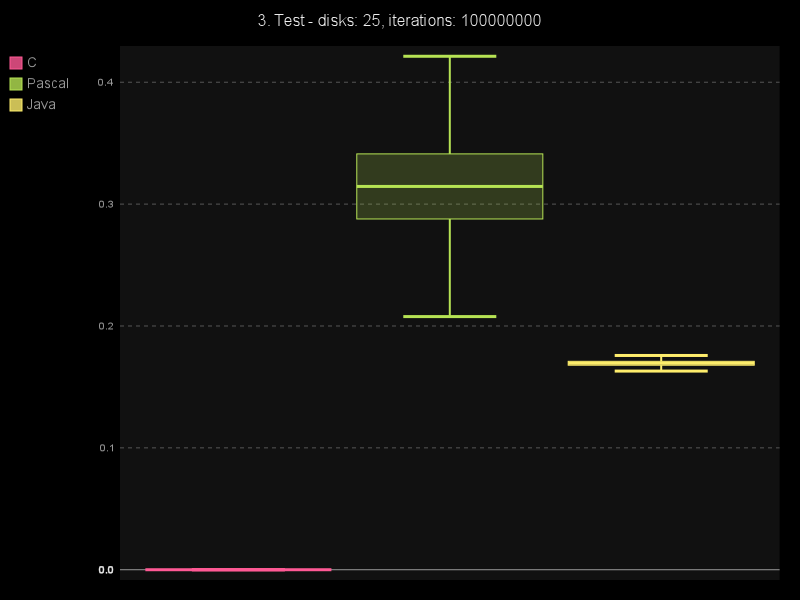 3. Test - disks: 25, iterations: 100000000
C
Pascal
Java
0.4
0.3
0.2
0.1
0.0